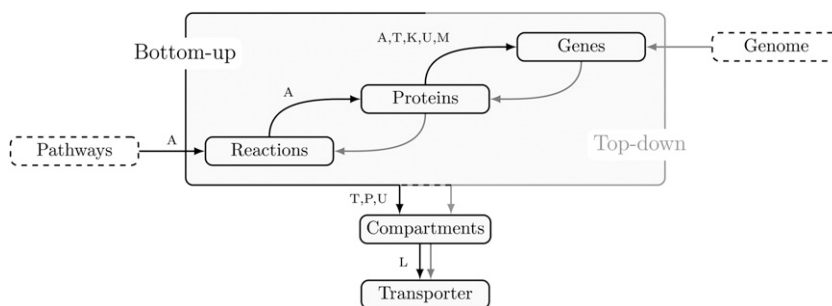 A,T,K,U,M
Genes
Genome
Bottom-up
A
Proteins
Top-down
Pathways
A
Reactions
T,P,U
Compartments
L
Transporter